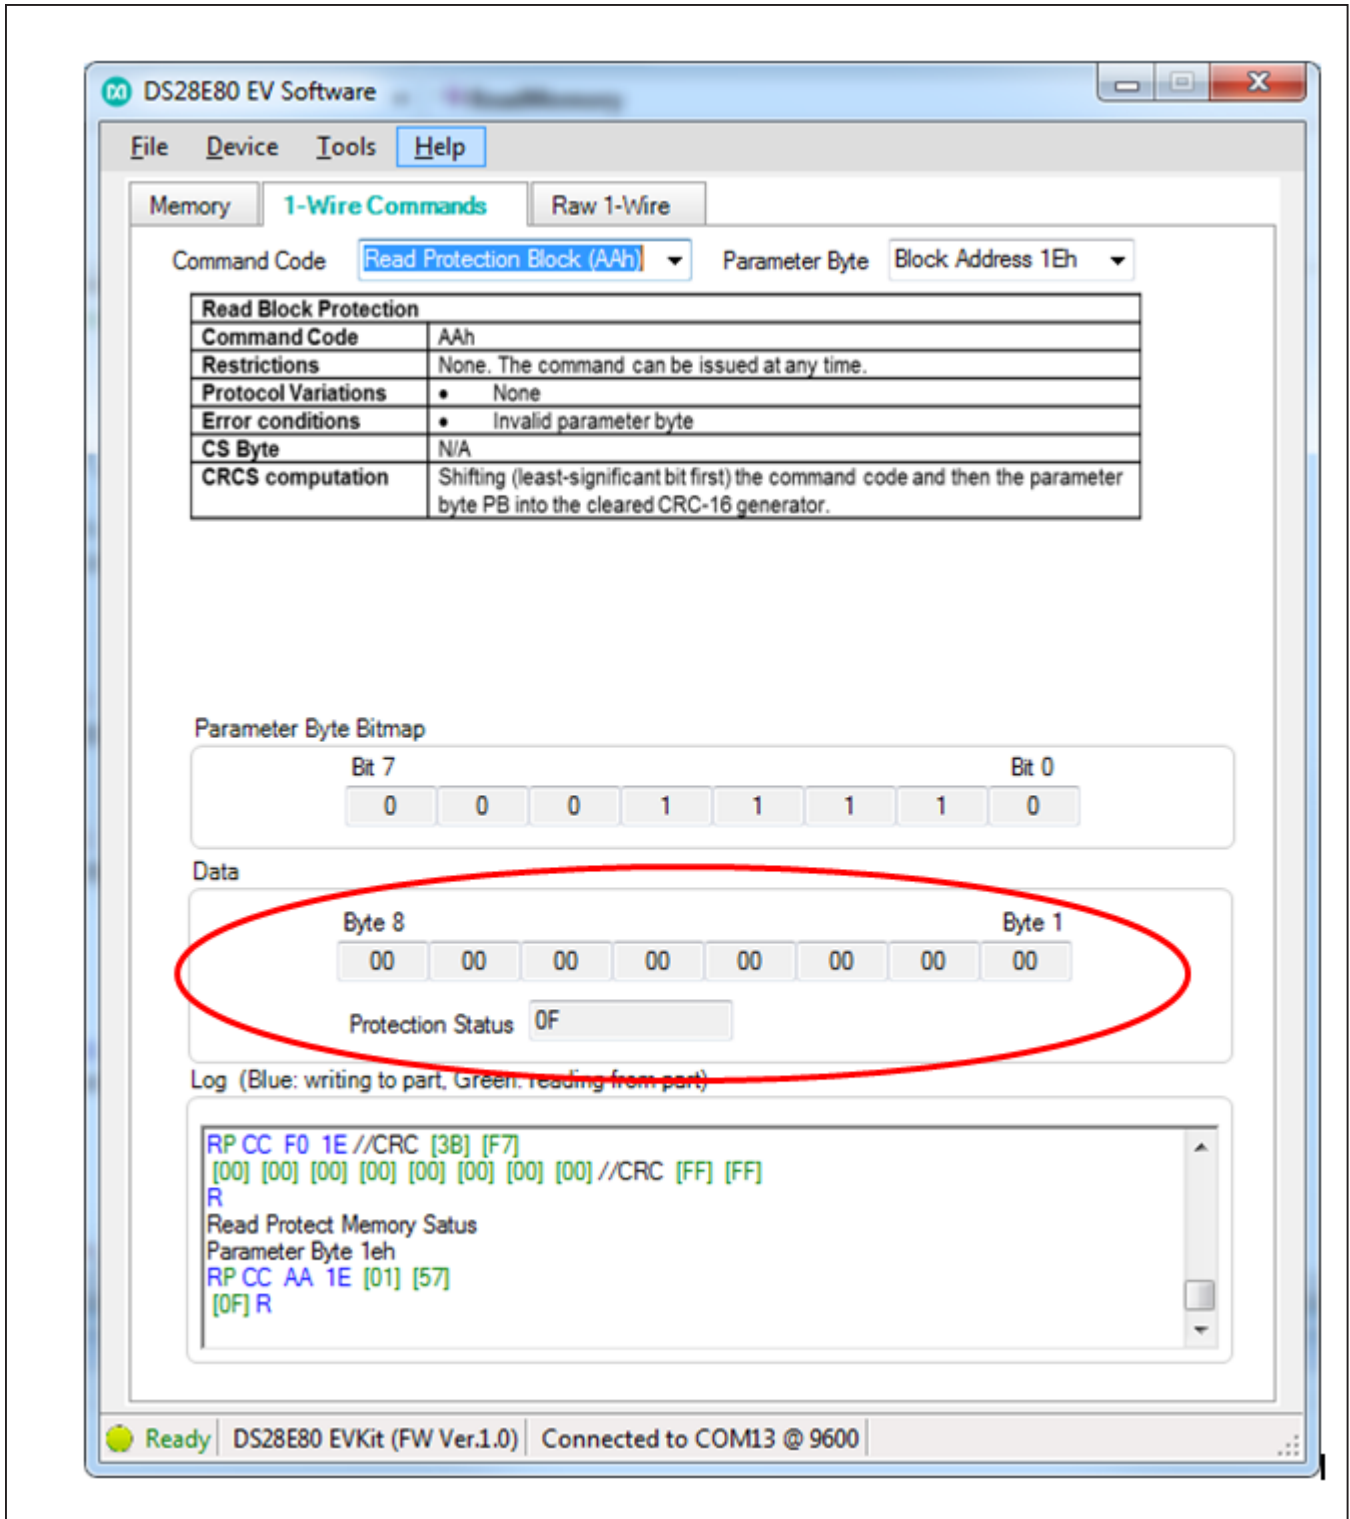 DS28E80 EV Software
File Device Tools Help
Memory 1-Wire Commands Raw 1-Wire
Command Code Read Protection Block (AAh) Parameter Byte Block Address 1Eh
Read Block Protection
Command Code AAh
Restrictions None. The command can be issued at any time.
Protocol Variations • None
Error conditions • Invalid parameter byte
CS Byte N/A
CRCS computation Shifting (least-significant bit first) the command code and then the parameter
byte PB into the cleared CRC-16 generator.
Parameter Byte Bitmap
Bit 7 Bit 0
0 0 0 1 1 1 1 0
Data
Byte 8 Byte 1
00 00 00 00 00 00 00 00
Protection Status 0F
Log (Blue: writing to part, Green: reading from part)
RP CC F0 1E //CRC [3B] [F7]
[00] [00] [00] [00] [00] [00] [00] [00] //CRC [FF] [FF]
R
Read Protect Memory Satus
Parameter Byte 1eh
RP CC AA 1E [01] [57]
[0F] R
Ready DS28E80 EVKit (FW Ver.1.0) Connected to COM13 @ 9600